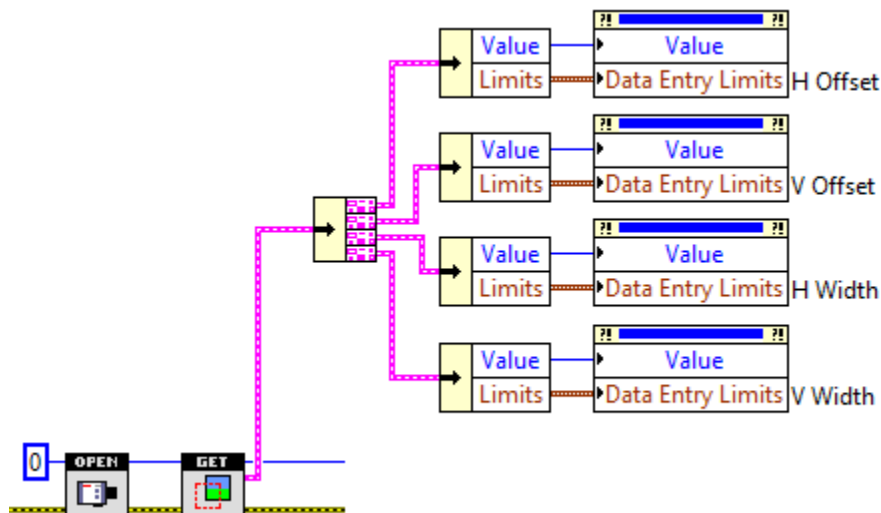 Value Value
Limits Data Entry Limits H Offset
Value Value
Limits Data Entry Limits V Offset
Value Value
Limits Data Entry Limits H Width
Value Value
Limits Data Entry Limits V Width
0 OPEN GET